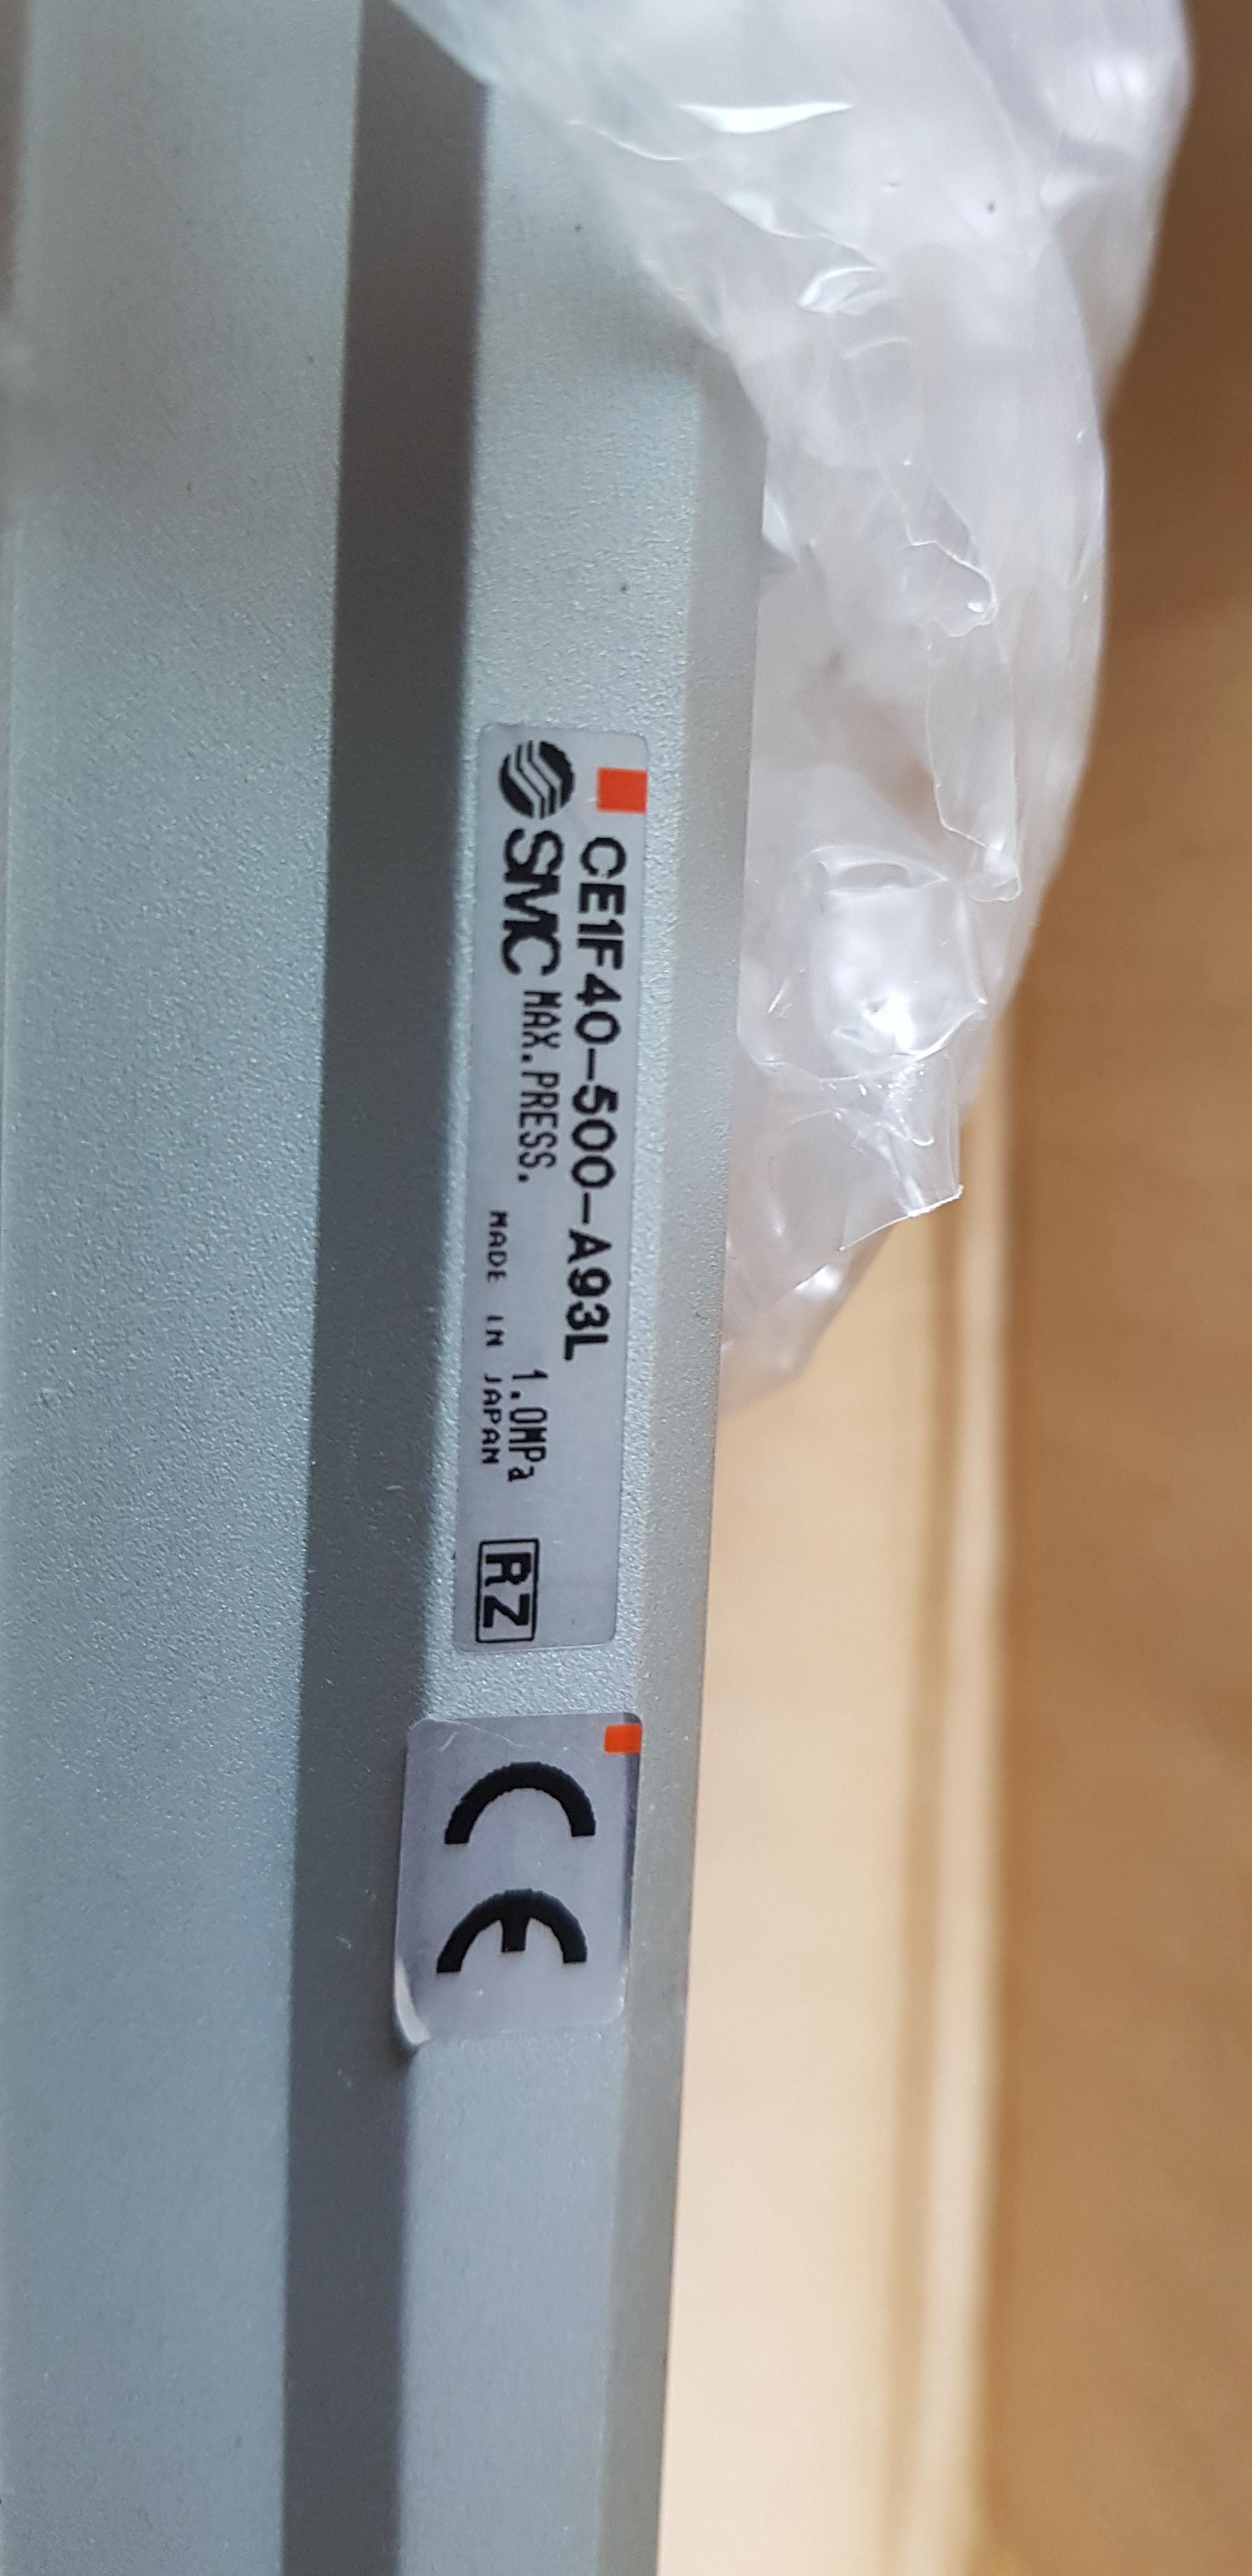 CE1F40-500-A93L
SMC MAX.PRESS. 1.0MPa
MADE IN JAPAN RZ
CE